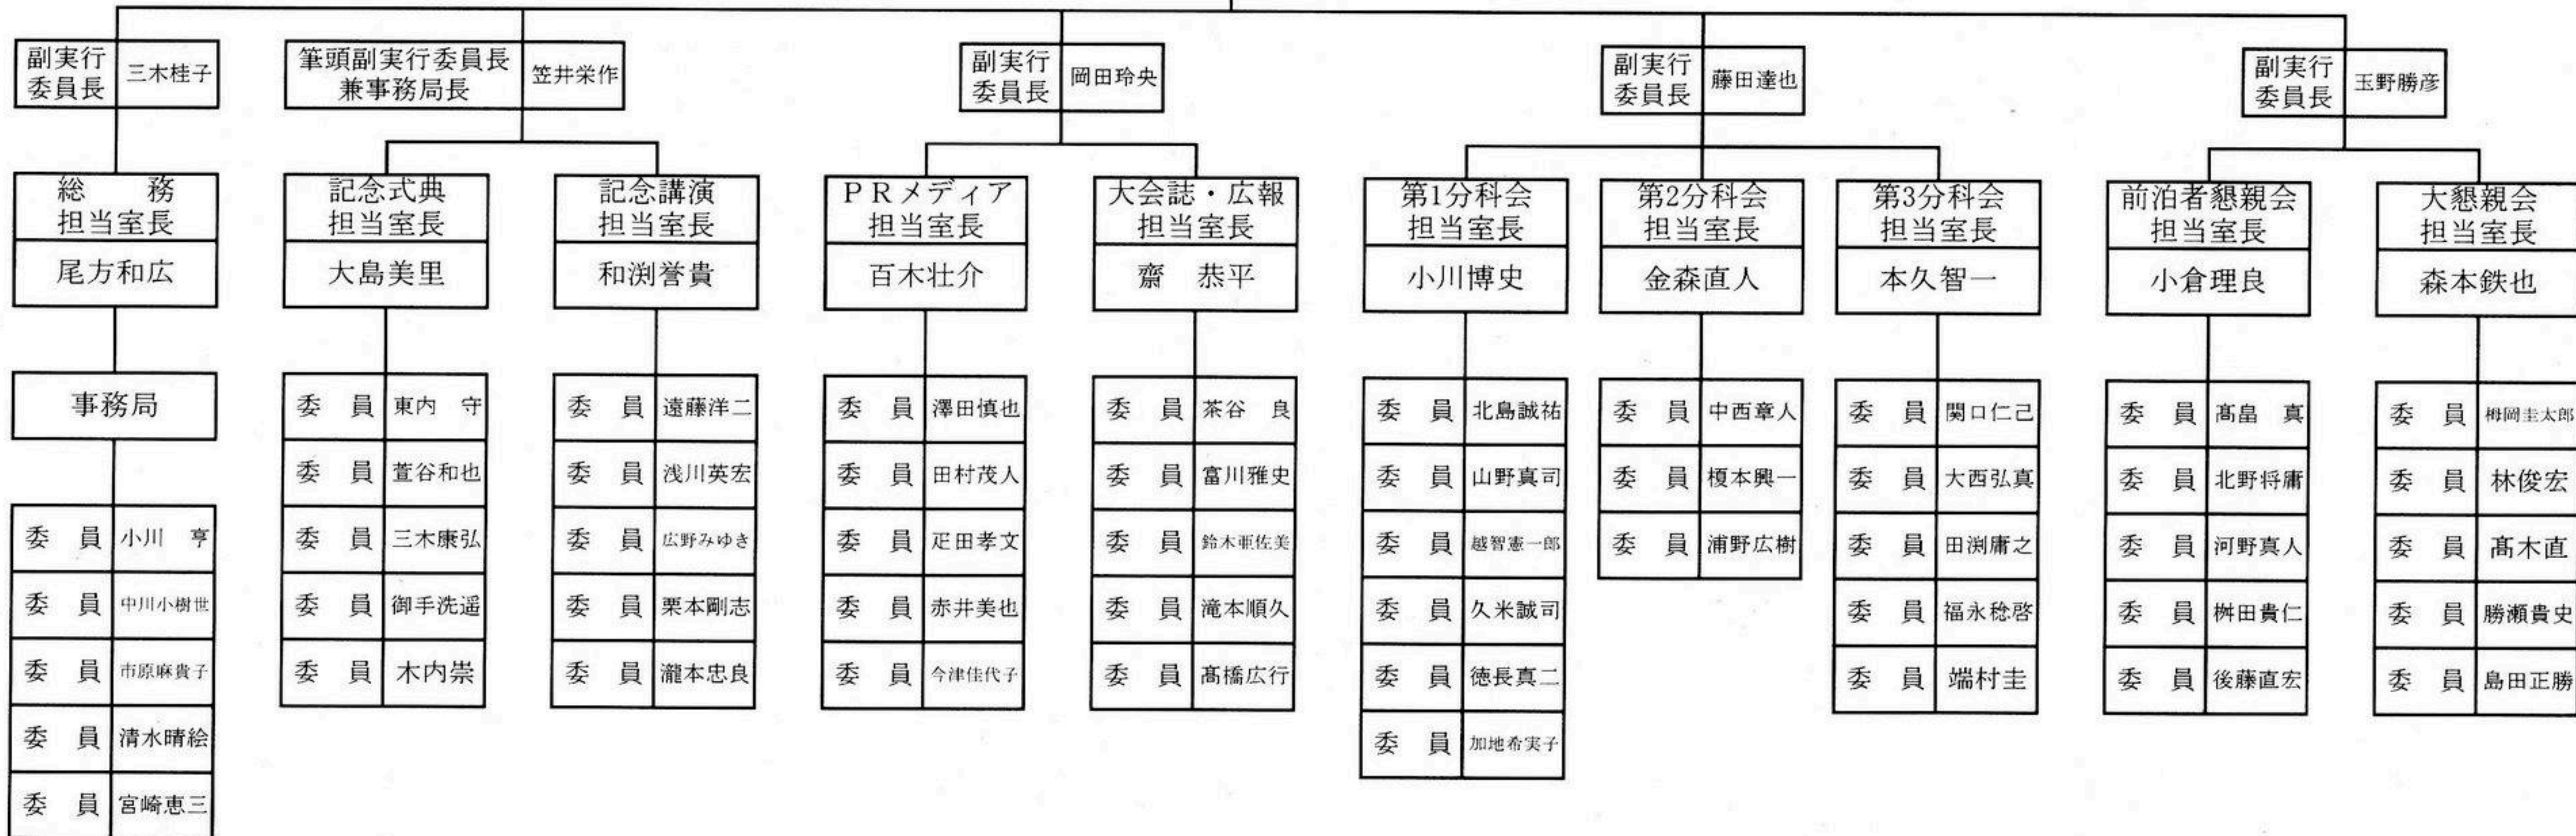 副実行
委員長
三木桂子
筆頭副実行委員長
兼事務局長
笠井栄作
副実行
委員長
岡田玲央
副実行
委員長
藤田達也
副実行
委員長
玉野勝彦
総　務
担当室長
尾方和広
記念式典
担当室長
大島美里
記念講演
担当室長
和渕誉貴
ＰＲメディア
担当室長
百木壮介
大会誌・広報
担当室長
齋　恭平
第1分科会
担当室長
小川博史
第2分科会
担当室長
金森直人
第3分科会
担当室長
本久智一
前泊者懇親会
担当室長
小倉理良
大懇親会
担当室長
森本鉄也
事務局
委　員 小川　亨
委　員 中川小樹世
委　員 市原麻貴子
委　員 清水晴絵
委　員 宮崎恵三
委　員 東内　守
委　員 萱谷和也
委　員 三木康弘
委　員 御手洗遥
委　員 木内崇
委　員 遠藤洋二
委　員 浅川英宏
委　員 広野みゆき
委　員 栗本剛志
委　員 瀧本忠良
委　員 澤田慎也
委　員 田村茂人
委　員 疋田孝文
委　員 赤井美也
委　員 今津佳代子
委　員 茶谷　良
委　員 富川雅史
委　員 鈴木亜佐美
委　員 滝本順久
委　員 髙橋広行
委　員 北島誠祐
委　員 山野真司
委　員 越智憲一郎
委　員 久米誠司
委　員 徳長真二
委　員 加地希実子
委　員 中西章人
委　員 榎本興一
委　員 浦野広樹
委　員 関口仁己
委　員 大西弘真
委　員 田渕庸之
委　員 福永稔啓
委　員 端村圭
委　員 髙畠　真
委　員 北野将庸
委　員 河野真人
委　員 桝田貴仁
委　員 後藤直宏
委　員 栂岡圭太郎
委　員 林俊宏
委　員 髙木直
委　員 勝瀬貴史
委　員 島田正勝